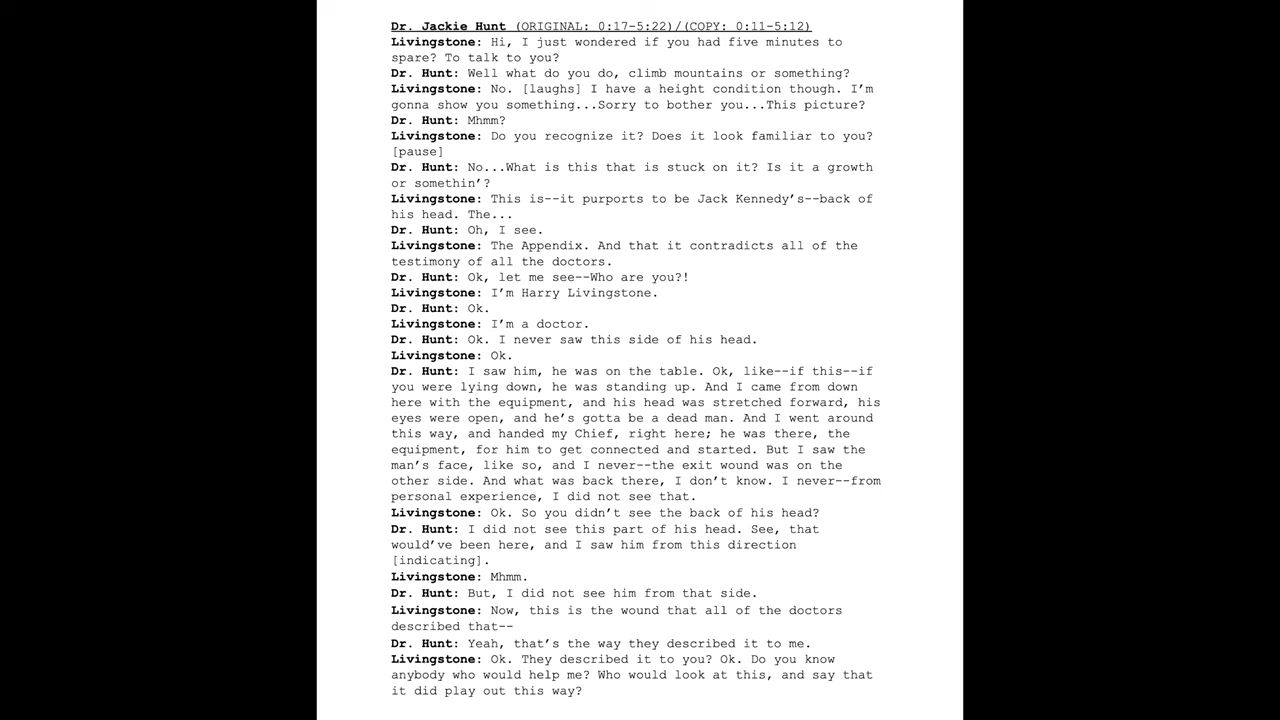 Dr. Jackie Hunt (ORIGINAL: 0:17-5:22)/(COPY: 0:11-5:12)
Livingstone: Hi, I just wondered if you had five minutes to
spare? To talk to you?
Dr. Hunt: Well what do you do, climb mountains or something?
Livingstone: No. [laughs] I have a height condition though. I’m
gonna show you something...Sorry to bother you...This picture?
Dr. Hunt: Mhmm?
Livingstone: Do you recognize it? Does it look familiar to you?
[pause]
Dr. Hunt: No...What is this that is stuck on it? Is it a growth
or somethin’?
Livingstone: This is--it purports to be Jack Kennedy’s--back of
his head. The...
Dr. Hunt: Oh, I see.
Livingstone: The Appendix. And that it contradicts all of the
testimony of all the doctors.
Dr. Hunt: Ok, let me see--Who are you?!
Livingstone: I’m Harry Livingstone.
Dr. Hunt: Ok.
Livingstone: I’m a doctor.
Dr. Hunt: Ok. I never saw this side of his head.
Livingstone: Ok.
Dr. Hunt: I saw him, he was on the table. Ok, like--if this--if
you were lying down, he was standing up. And I came from down
here with the equipment, and his head was stretched forward, his
eyes were open, and he’s gotta be a dead man. And I went around
this way, and handed my Chief, right here; he was there, the
equipment, for him to get connected and started. But I saw the
man’s face, like so, and I never--the exit wound was on the
other side. And what was back there, I don’t know. I never--from
personal experience, I did not see that.
Livingstone: Ok. So you didn’t see the back of his head?
Dr. Hunt: I did not see this part of his head. See, that
would’ve been here, and I saw him from this direction
[indicating].
Livingstone: Mhmm.
Dr. Hunt: But, I did not see him from that side.
Livingstone: Now, this is the wound that all of the doctors
described that--
Dr. Hunt: Yeah, that’s the way they described it to me.
Livingstone: Ok. They described it to you? Ok. Do you know
anybody who would help me? Who would look at this, and say that
it did play out this way?